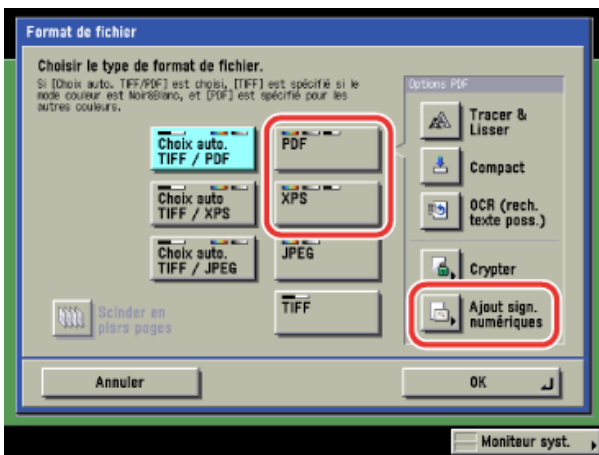 Format de fichier
Choisir le type de format de fichier.
Si [Choix auto. TIFF/PDF] est choisi, [TIFF] est spécifié si le
mode couleur est Noir&Blanc, et [PDF] est spécifié pour les
autres couleurs.
Options PDF
Choix auto.
TIFF / PDF
PDF
Tracer &
Lisser
Compact
Choix auto
TIFF / XPS
XPS
OCR (rech.
texte poss.)
Choix auto.
TIFF / JPEG
JPEG
Crypter
Scinder en
plsrs pages
TIFF
Ajout sign.
numériques
Annuler
OK
Moniteur syst.